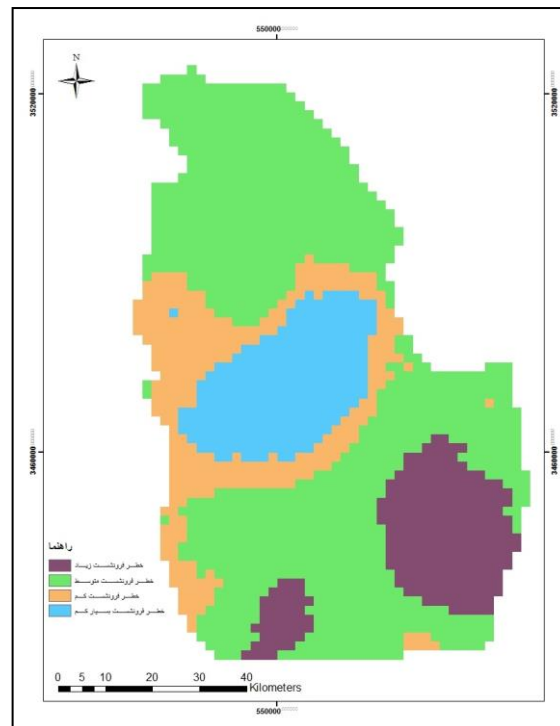 550000
N
3520000
3520000
3460000
3460000
راهنما
خطر فرونشست زیاد
خطر فرونشست متوسط
خطر فرونشست کم
خطر فرونشست بسیار کم
0 5 10 20 30 40
Kilometers
550000